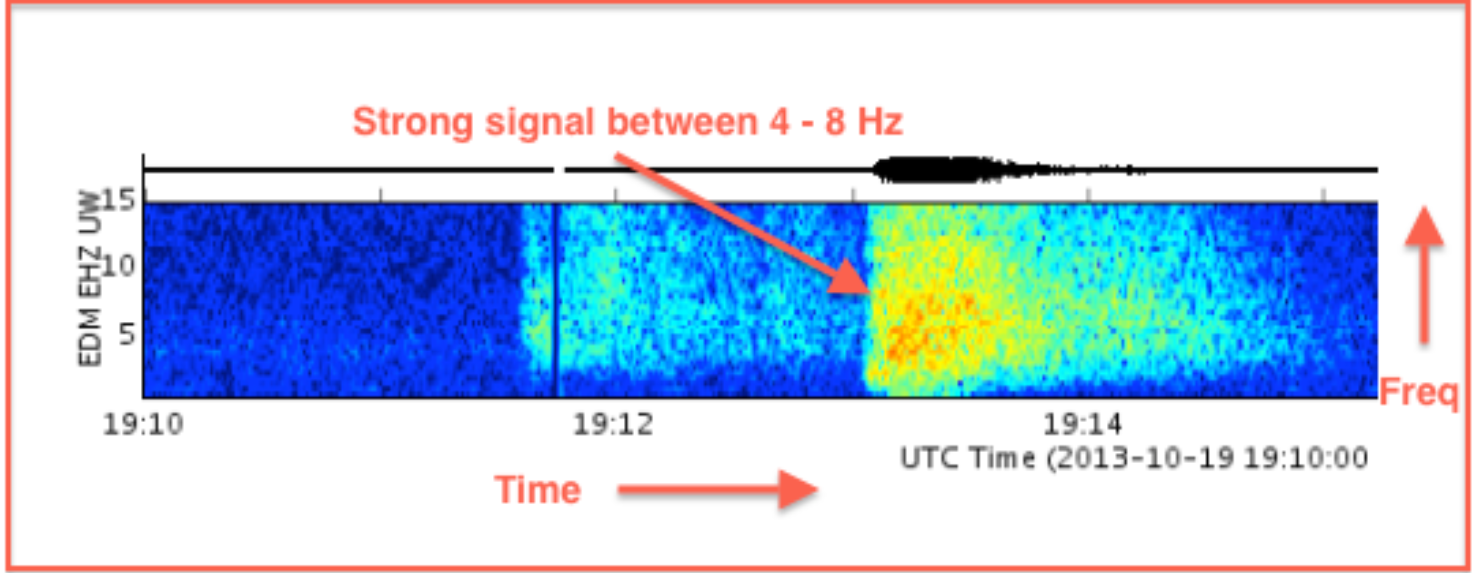 Strong signal between 4 - 8 Hz
EDM EHZ UW
15
10
5
19:10
19:12
19:14
Freq
UTC Time (2013-10-19 19:10:00
Time